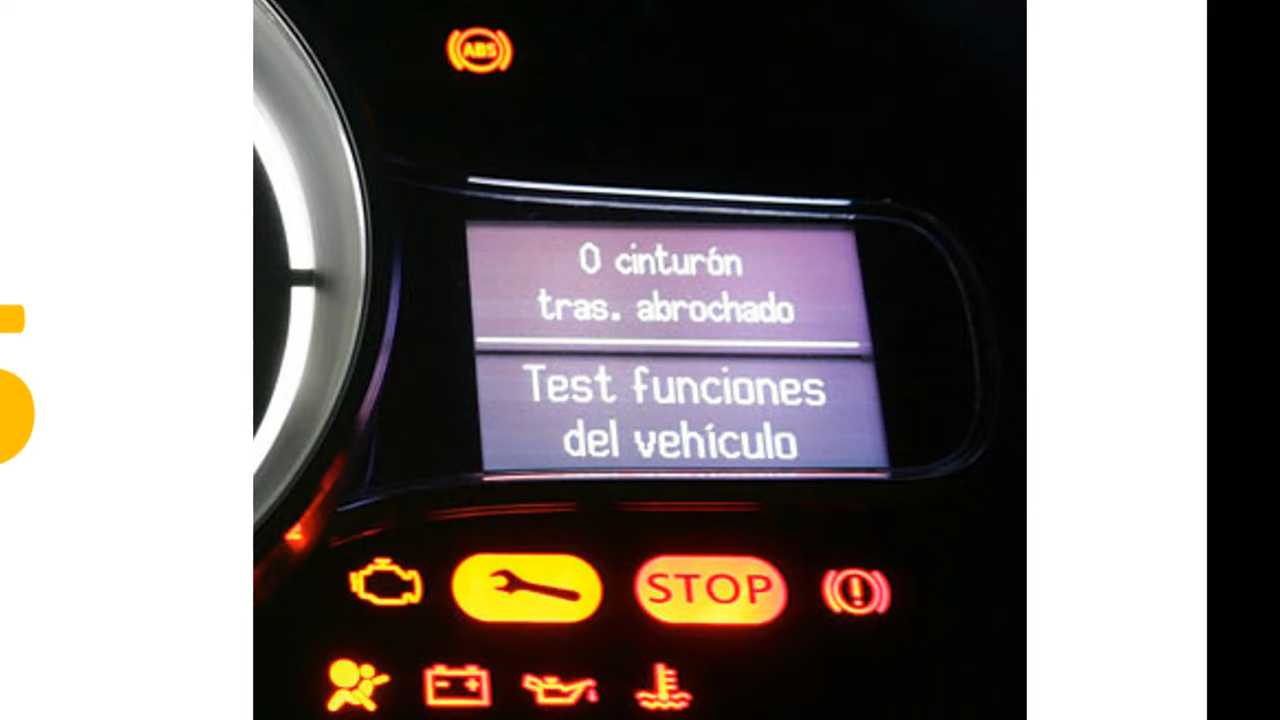 ABS
0 cinturón
tras. abrochado
Test funciones
del vehículo
STOP